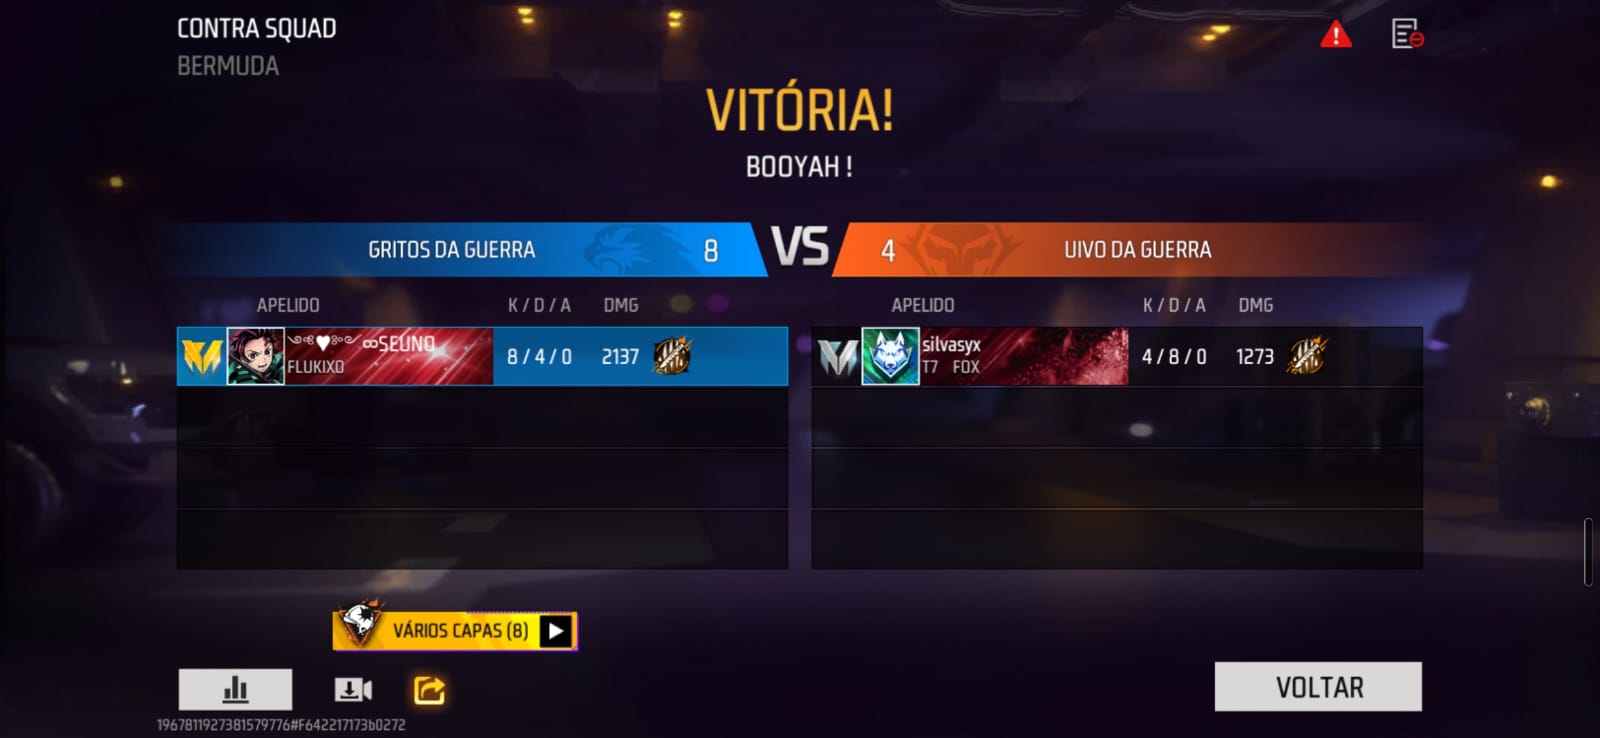 CONTRA SQUAD
BERMUDA
VITÓRIA!
BOOYAH !
GRITOS DA GUERRA 8 VS 4 UIVO DA GUERRA
APELIDO K / D / A DMG APELIDO K / D / A DMG
༺♥༻∞SEUNO 8 / 4 / 0 2137 silvasyx 4 / 8 / 0 1273
FLUKIXO T7 FOX
VÁRIOS CAPAS (8)
VOLTAR
1967811927381579776#F642217173b0272